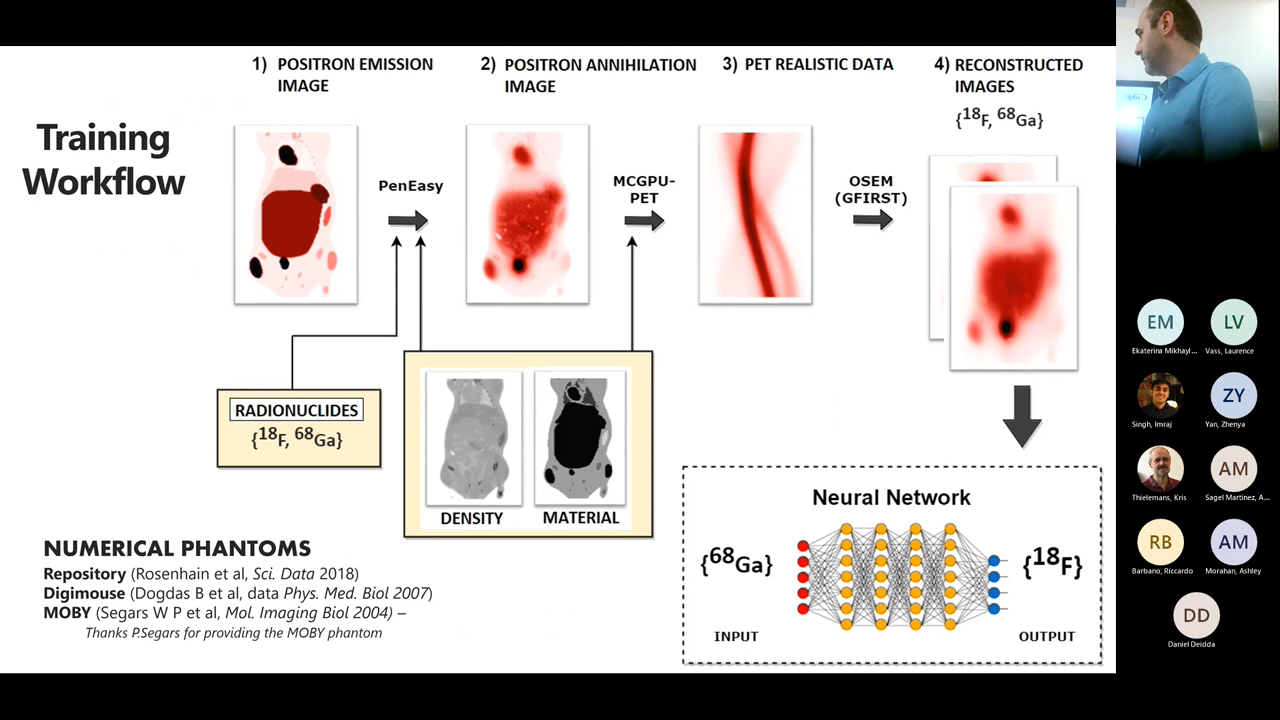 Training
Workflow
1) POSITRON EMISSION
IMAGE
2) POSITRON ANNIHILATION
IMAGE
3) PET REALISTIC DATA
4) RECONSTRUCTED
IMAGES
{¹⁸F, ⁶⁸Ga}
PenEasy
MCGPU-
PET
OSEM
(GFIRST)
RADIONUCLIDES
{¹⁸F, ⁶⁸Ga}
DENSITY
MATERIAL
NUMERICAL PHANTOMS
Repository (Rosenhain et al, Sci. Data 2018)
Digimouse (Dogdas B et al, data Phys. Med. Biol 2007)
MOBY (Segars W P et al, Mol. Imaging Biol 2004) –
Thanks P.Segars for providing the MOBY phantom
Neural Network
{⁶⁸Ga}
{¹⁸F}
INPUT
OUTPUT
EM
LV
Ekaterina Mikhayl...
Vass, Laurence
ZY
Singh, Imraj
Yan, Zhenya
AM
Thielemans, Kris
Sagel Martinez, A...
RB
AM
Barbano, Riccardo
Morahan, Ashley
DD
Daniel Deidda